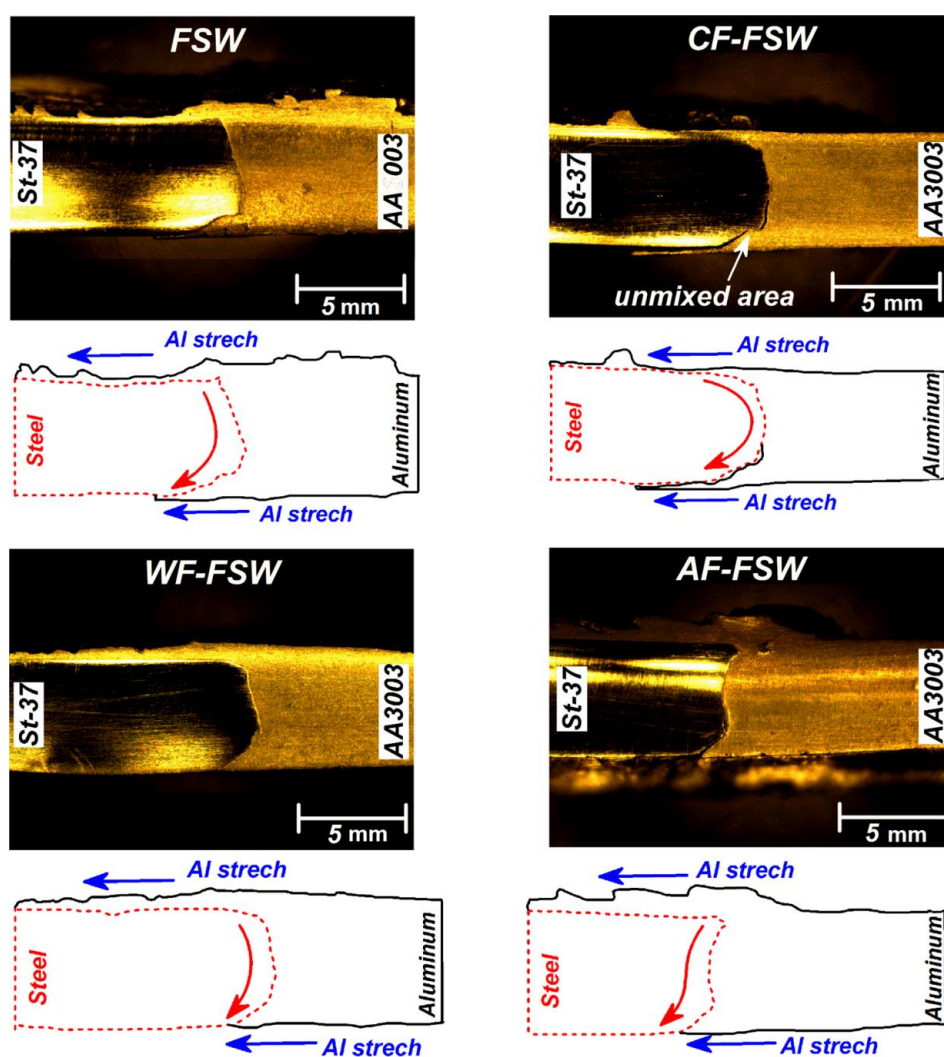 FSW
St-37
AA 003
5 mm
Al strech
Steel
Aluminum
Al strech
CF-FSW
St-37
AA3003
unmixed area
5 mm
Al strech
Steel
Aluminum
Al strech
WF-FSW
St-37
AA3003
5 mm
Al strech
Steel
Aluminum
Al strech
AF-FSW
St-37
AA3003
5 mm
Al strech
Steel
Aluminum
Al strech